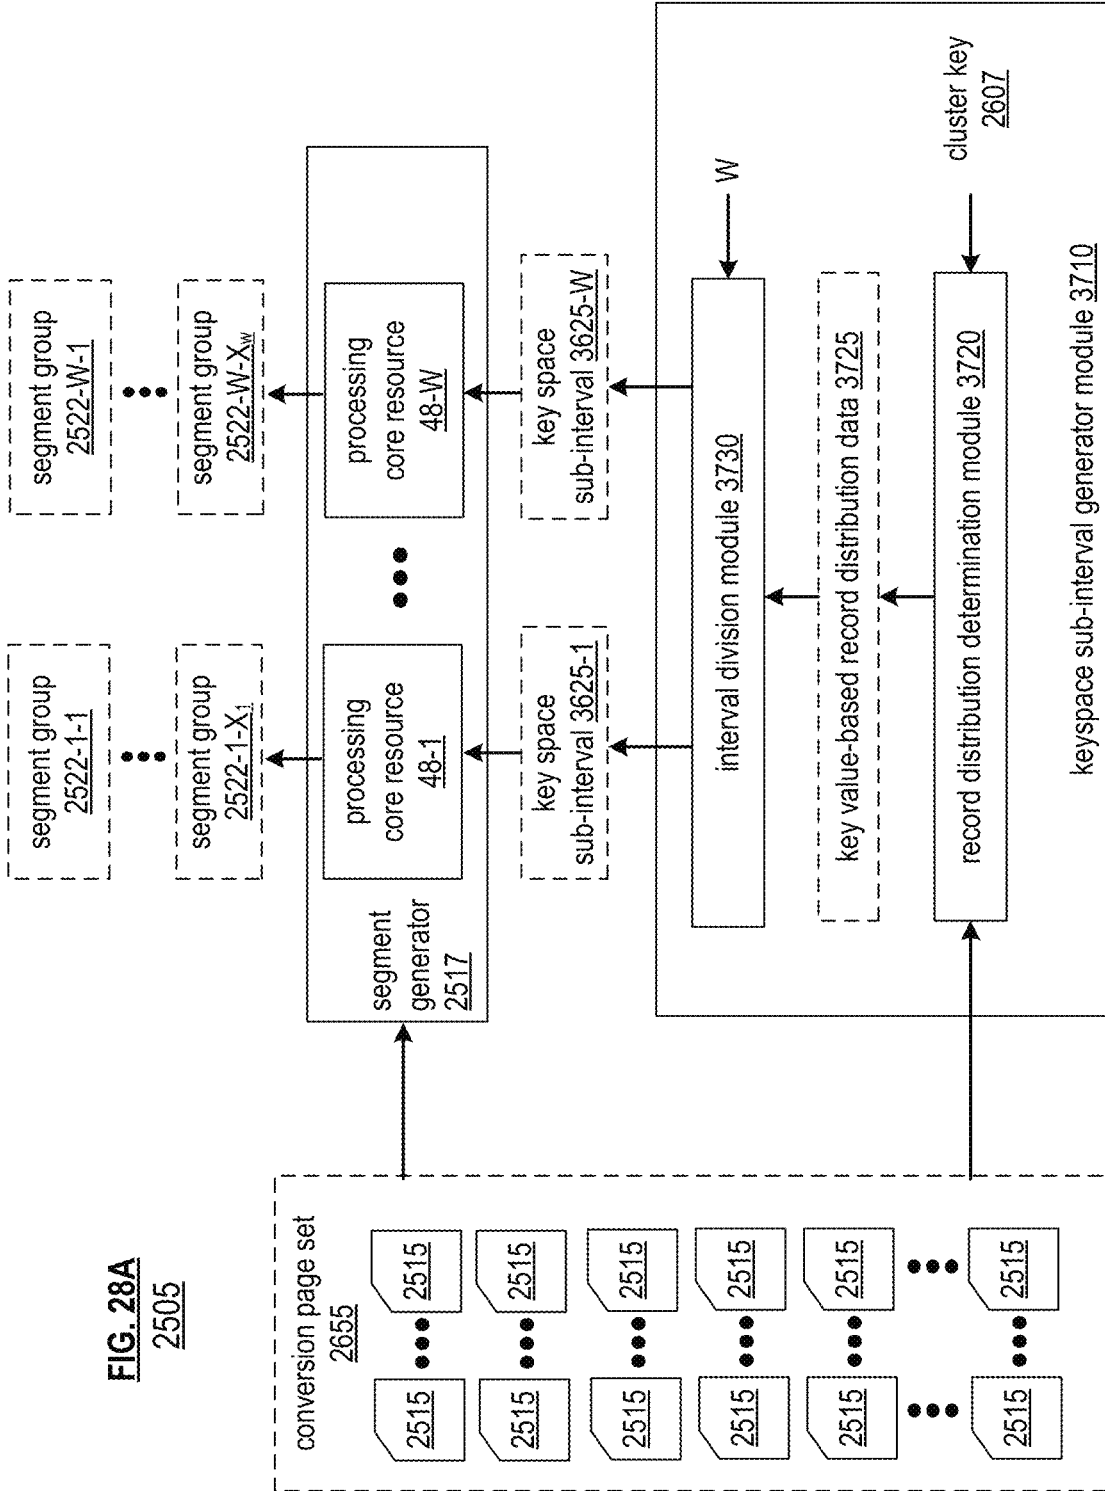 FIG. 28A
2505
conversion page set
2655
2515
2515
2515
2515
2515
2515
2515
2515
2515
2515
2515
2515
segment group
2522-1-1
segment group
2522-W-1
segment group
2522-1-X1
segment group
2522-W-Xw
segment
generator
2517
processing
core resource
48-1
processing
core resource
48-W
key space
sub-interval 3625-1
key space
sub-interval 3625-W
interval division module 3730
W
key value-based record distribution data 3725
record distribution determination module 3720
cluster key
2607
keyspace sub-interval generator module 3710